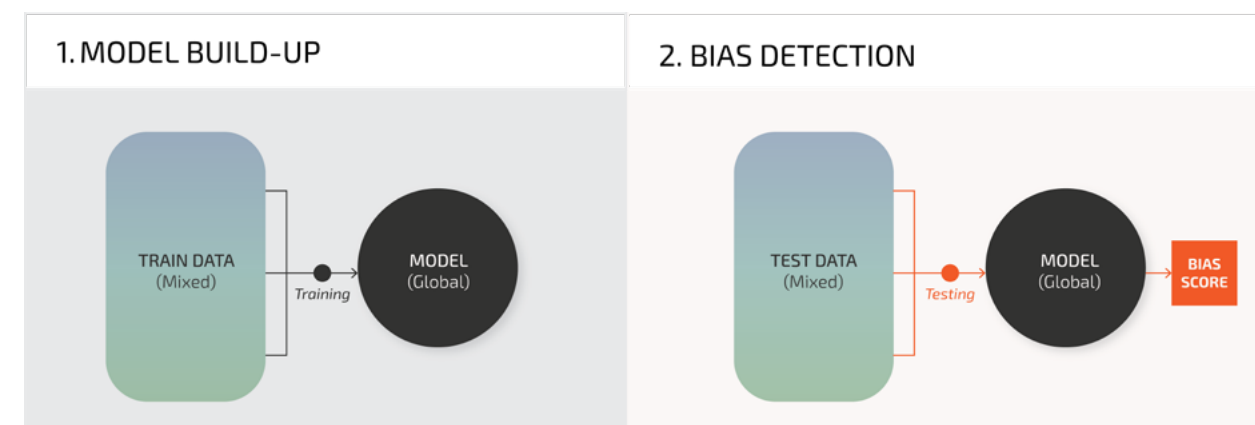 1. MODEL BUILD-UP
TRAIN DATA
(Mixed)
Training
MODEL
(Global)
2. BIAS DETECTION
TEST DATA
(Mixed)
Testing
MODEL
(Global)
BIAS
SCORE